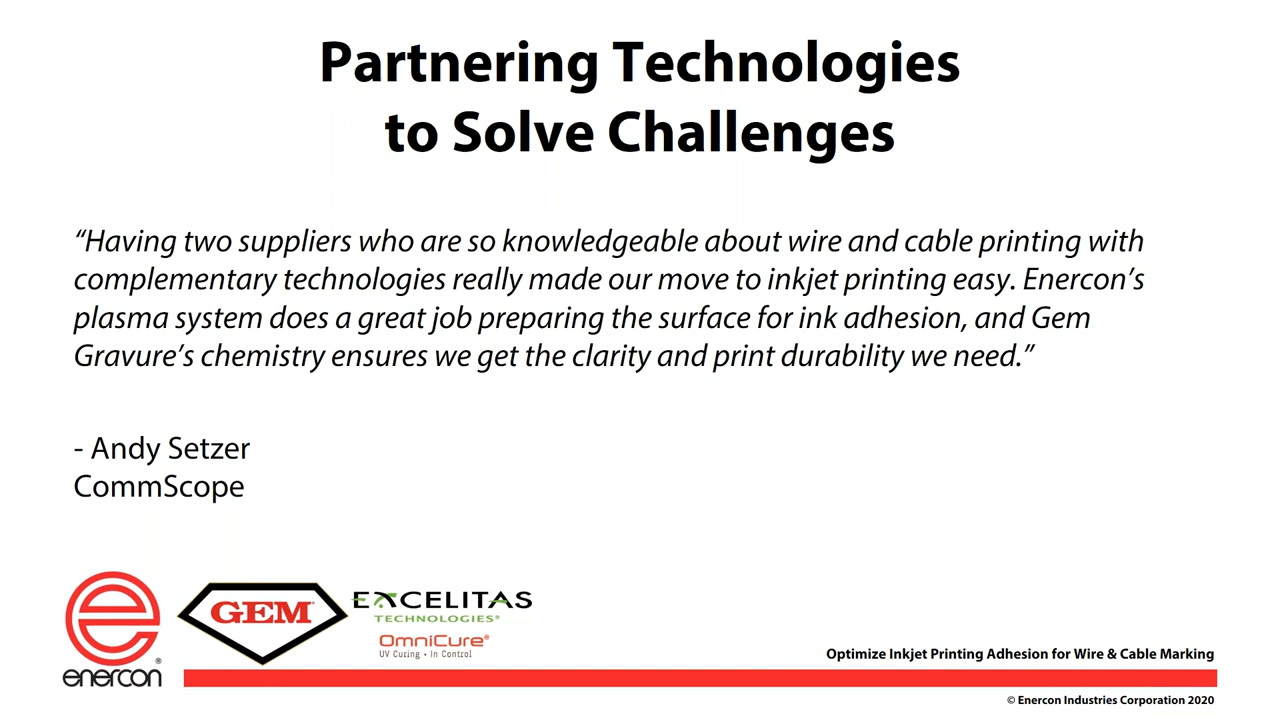 Partnering Technologies
to Solve Challenges
“Having two suppliers who are so knowledgeable about wire and cable printing with
complementary technologies really made our move to inkjet printing easy. Enercon’s
plasma system does a great job preparing the surface for ink adhesion, and Gem
Gravure’s chemistry ensures we get the clarity and print durability we need.”
- Andy Setzer
CommScope
enercon®
GEM®
EXCELITAS
TECHNOLOGIES®
OmniCure®
UV Curing • In Control
Optimize Inkjet Printing Adhesion for Wire & Cable Marking
© Enercon Industries Corporation 2020